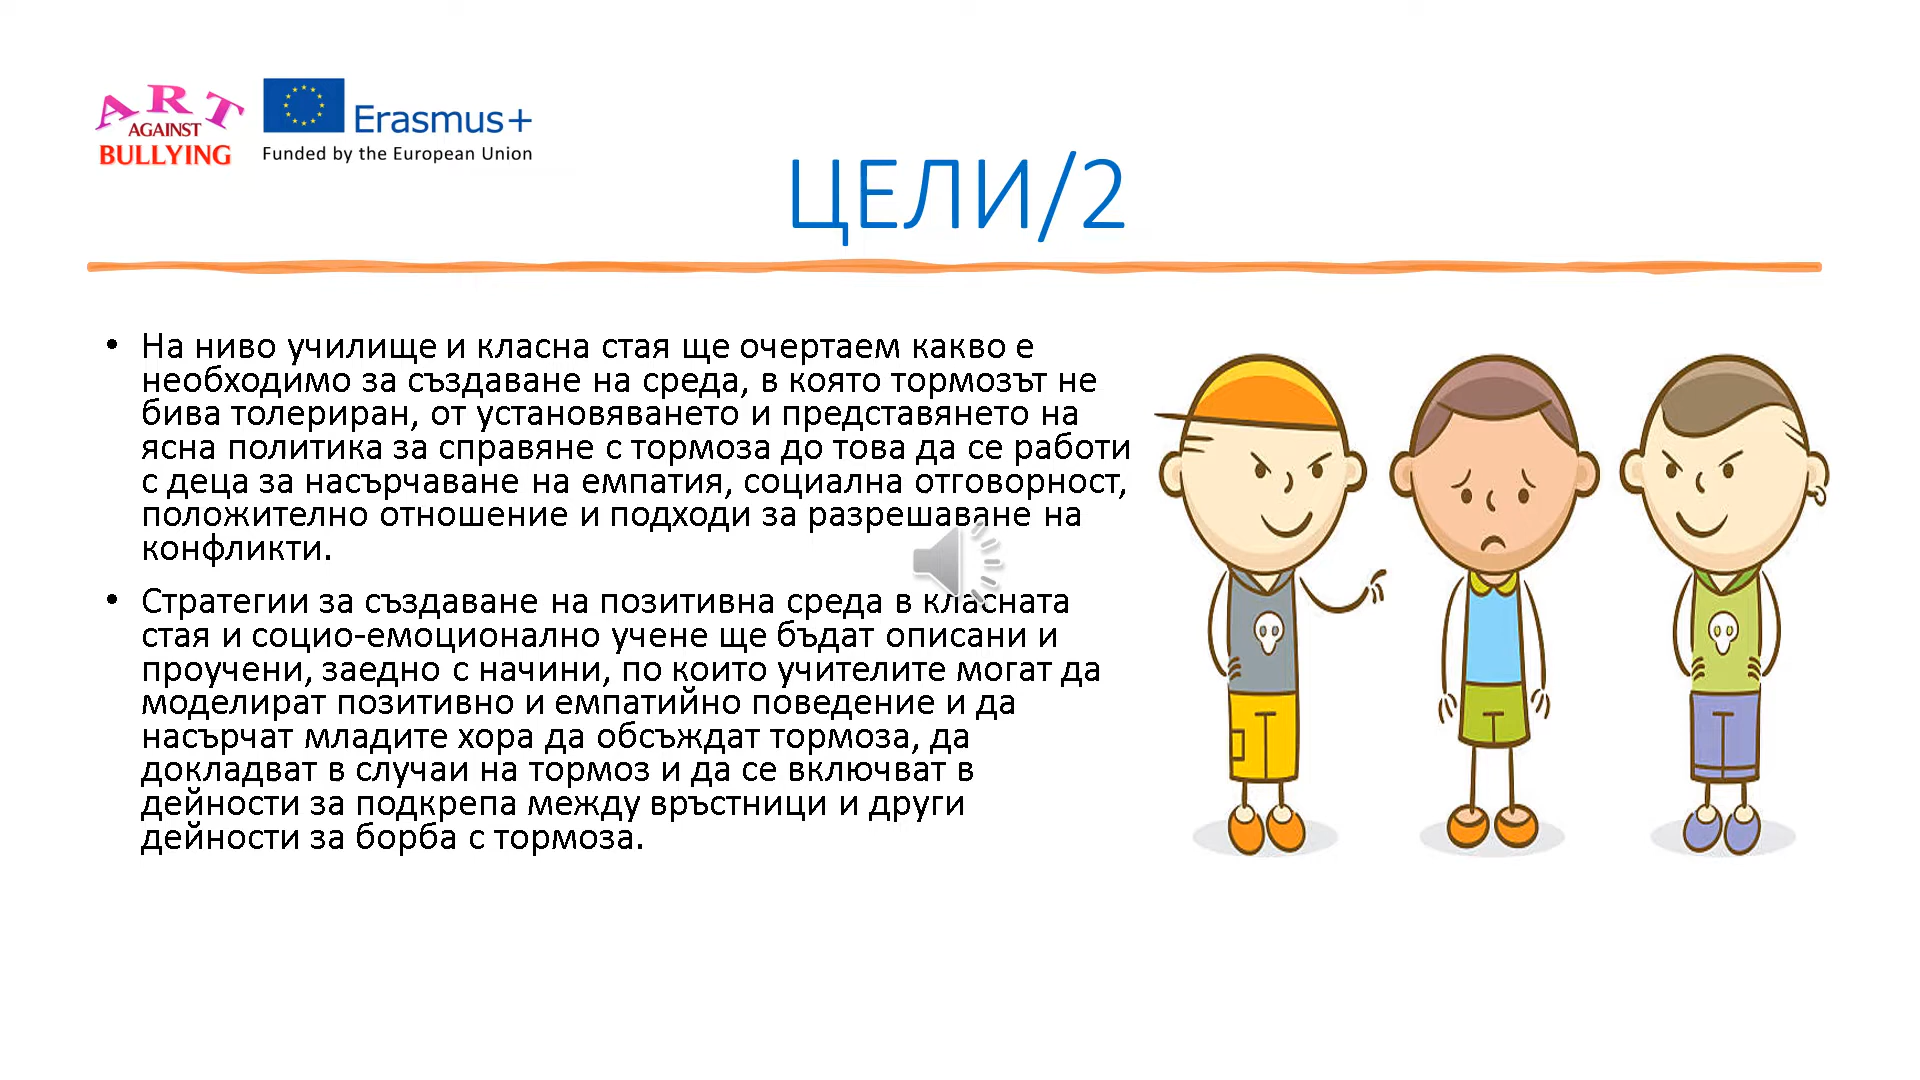 ART
AGAINST
BULLYING
Erasmus+
Funded by the European Union
ЦЕЛИ/2
• На ниво училище и класна стая ще очертаем какво е
необходимо за създаване на среда, в която тормозът не
бива толериран, от установяването и представянето на
ясна политика за справяне с тормоза до това да се работи
с деца за насърчаване на емпатия, социална отговорност,
положително отношение и подходи за разрешаване на
конфликти.
• Стратегии за създаване на позитивна среда в класната
стая и социо-емоционално учене ще бъдат описани и
проучени, заедно с начини, по които учителите могат да
моделират позитивно и емпатийно поведение и да
насърчат младите хора да обсъждат тормоза, да
докладват в случаи на тормоз и да се включват в
дейности за подкрепа между връстници и други
дейности за борба с тормоза.